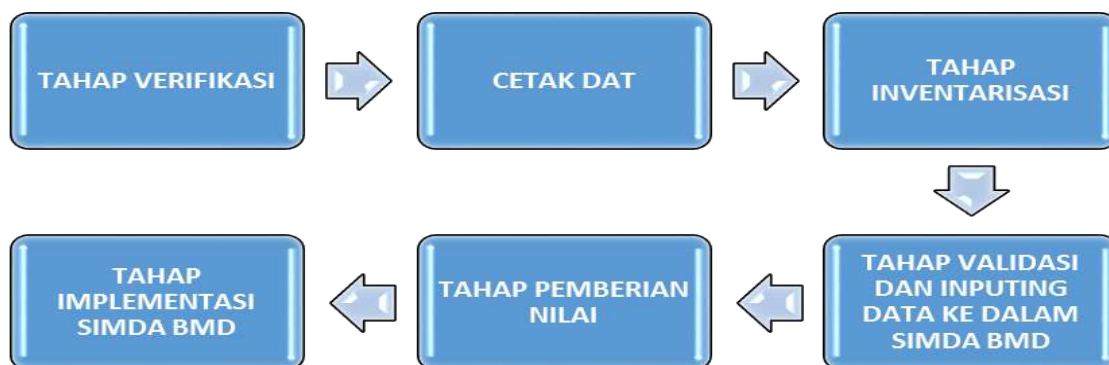 TAHAP VERIFIKASI
CETAK DAT
TAHAP
INVENTARISASI
TAHAP VALIDASI
DAN INPUTING
DATA KE DALAM
SIMDA BMD
TAHAP PEMBERIAN
NILAI
TAHAP
IMPLEMENTASI
SIMDA BMD